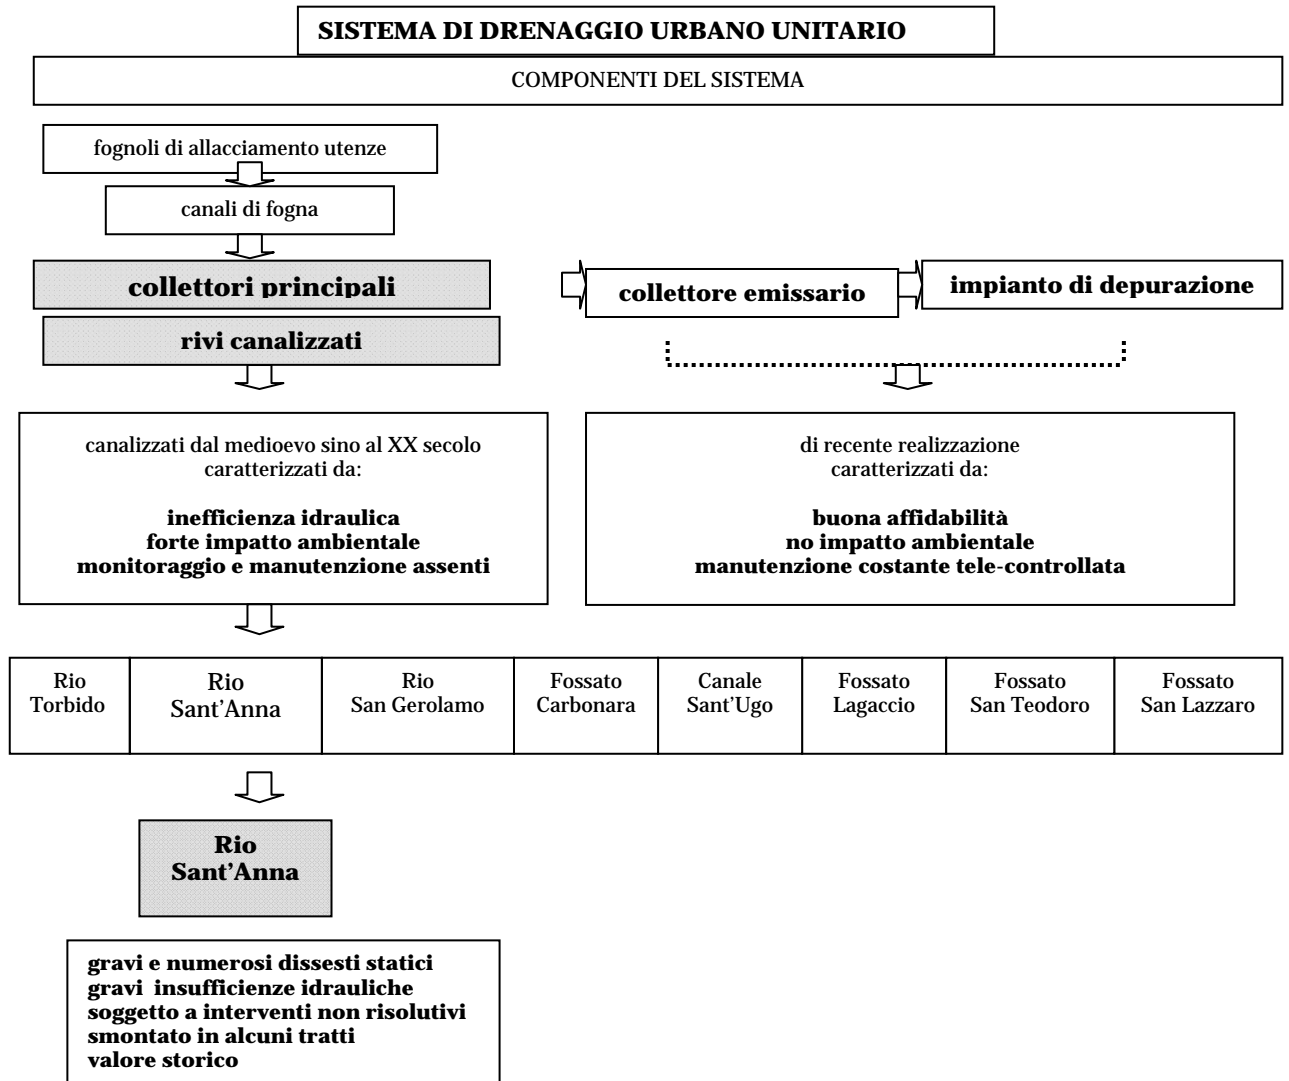 SISTEMA DI DRENAGGIO URBANO UNITARIO
COMPONENTI DEL SISTEMA
fognoli di allacciamento utenze
canali di fogna
collettori principali
rivi canalizzati
collettore emissario
impianto di depurazione
canalizzati dal medioevo sino al XX secolo
caratterizzati da:
inefficienza idraulica
forte impatto ambientale
monitoraggio e manutenzione assenti
di recente realizzazione
caratterizzati da:
buona affidabilità
no impatto ambientale
manutenzione costante tele-controllata
Rio
Torbido
Rio
Sant’Anna
Rio
San Gerolamo
Fossato
Carbonara
Canale
Sant’Ugo
Fossato
Lagaccio
Fossato
San Teodoro
Fossato
San Lazzaro
Rio
Sant’Anna
gravi e numerosi dissesti statici
gravi insufficienze idrauliche
soggetto a interventi non risolutivi
smontato in alcuni tratti
valore storico